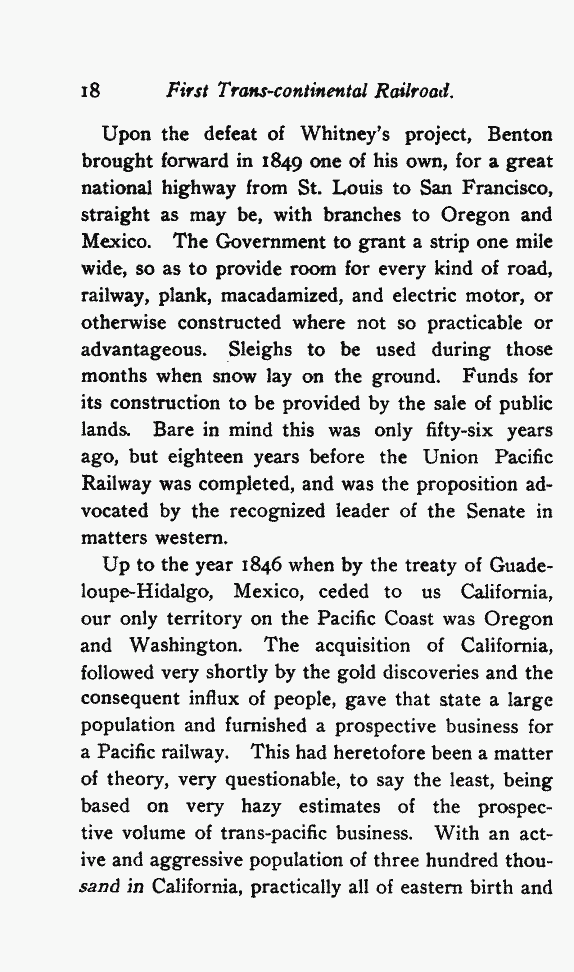 18 First Trans-continental Railroad.
Upon the defeat of Whitney's project, Benton
brought forward in 1849 one of his own, for a great
national highway from St. Louis to San Francisco,
straight as may be, with branches to Oregon and
Mexico. The Government to grant a strip one mile
wide, so as to provide room for every kind of road,
railway, plank, macadamized, and electric motor, or
otherwise constructed where not so practicable or
advantageous. Sleighs to be used during those
months when snow lay on the ground. Funds for
its construction to be provided by the sale of public
lands. Bare in mind this was only fifty-six years
ago, but eighteen years before the Union Pacific
Railway was completed, and was the proposition ad-
vocated by the recognized leader of the Senate in
matters western.
Up to the year 1846 when by the treaty of Guade-
loupe-Hidalgo, Mexico, ceded to us California,
our only territory on the Pacific Coast was Oregon
and Washington. The acquisition of California,
followed very shortly by the gold discoveries and the
consequent influx of people, gave that state a large
population and furnished a prospective business for
a Pacific railway. This had heretofore been a matter
of theory, very questionable, to say the least, being
based on very hazy estimates of the prospec-
tive volume of trans-pacific business. With an act-
ive and aggressive population of three hundred thou-
sand in California, practically all of eastern birth and